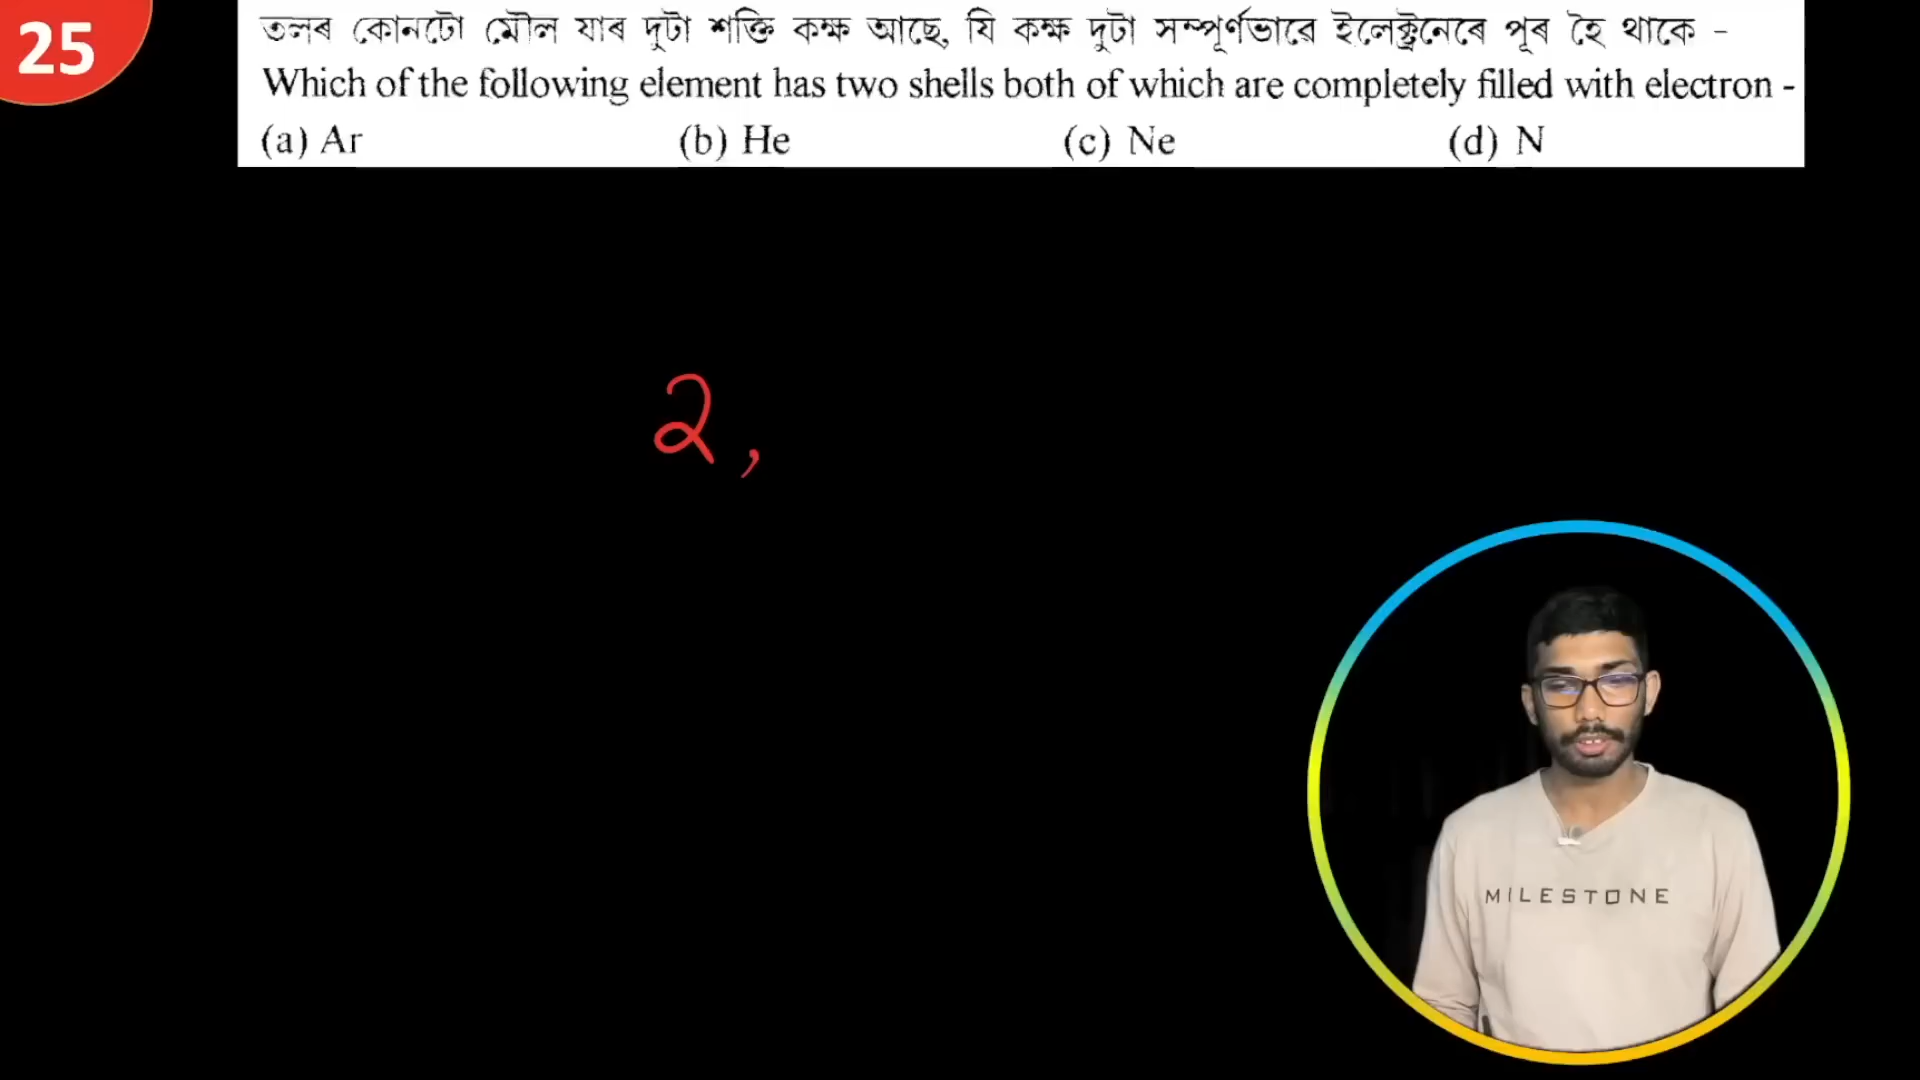 25
তলৰ কোনটো মৌল যাৰ দুটা শক্তি কক্ষ আছে, যি কক্ষ দুটা সম্পূৰ্ণভাৱে ইলেক্ট্ৰনেৰে পূৰ হৈ থাকে -
Which of the following element has two shells both of which are completely filled with electron -
(a) Ar (b) He (c) Ne (d) N
2,
MILESTONE